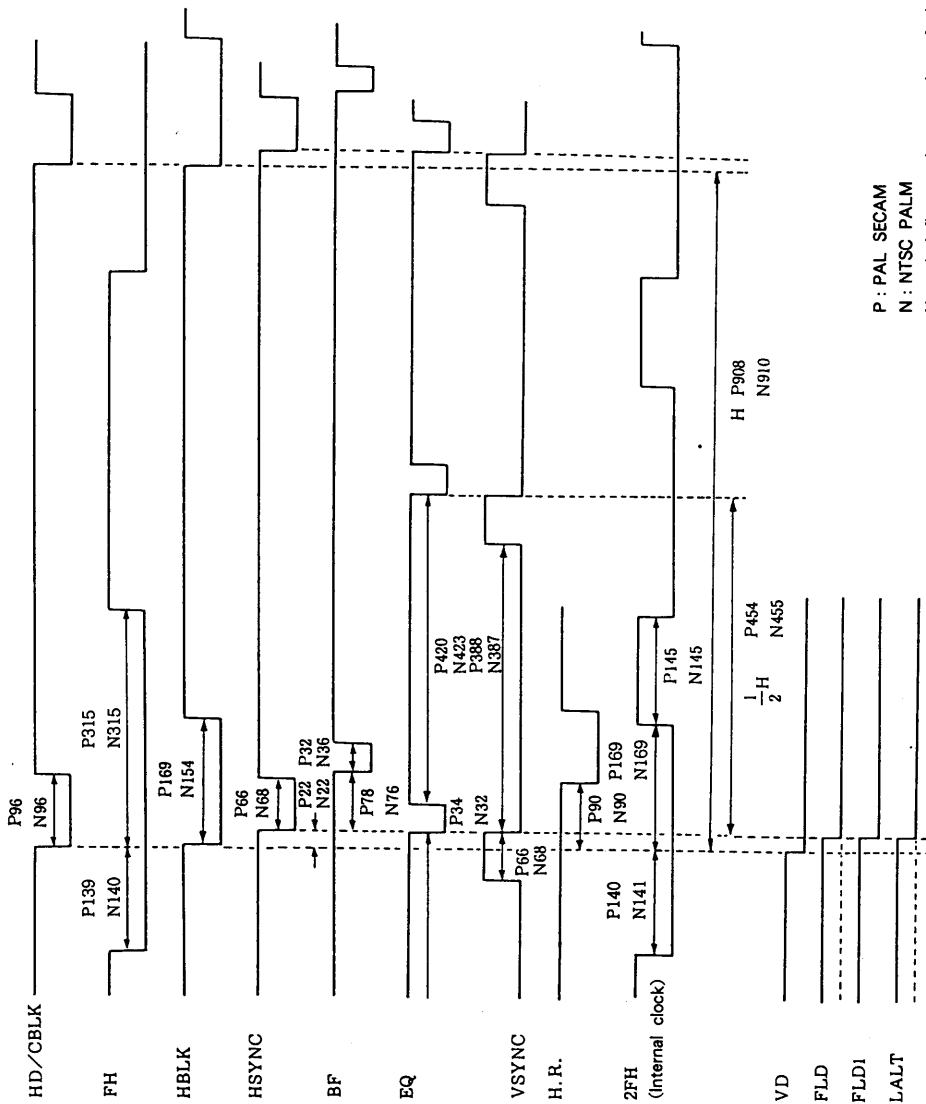 HD/CBLK
P96
N96
FH
P139
N140
P315
N315
HBLK
P169
N154
HSYNC
P66
N68
P22
N22
BF
P32
N36
P78
N76
EQ
P34
N32
P420
N423
P388
N387
VSYNC
P66
N68
H.R.
P90
N90
2FH
(Internal clock)
P140
N141
P169
N169
P145
N145
H P908
N910
1/2 H
P454
N455
VD
FLD
FLD1
LALT
P : PAL SECAM
N : NTSC PALM